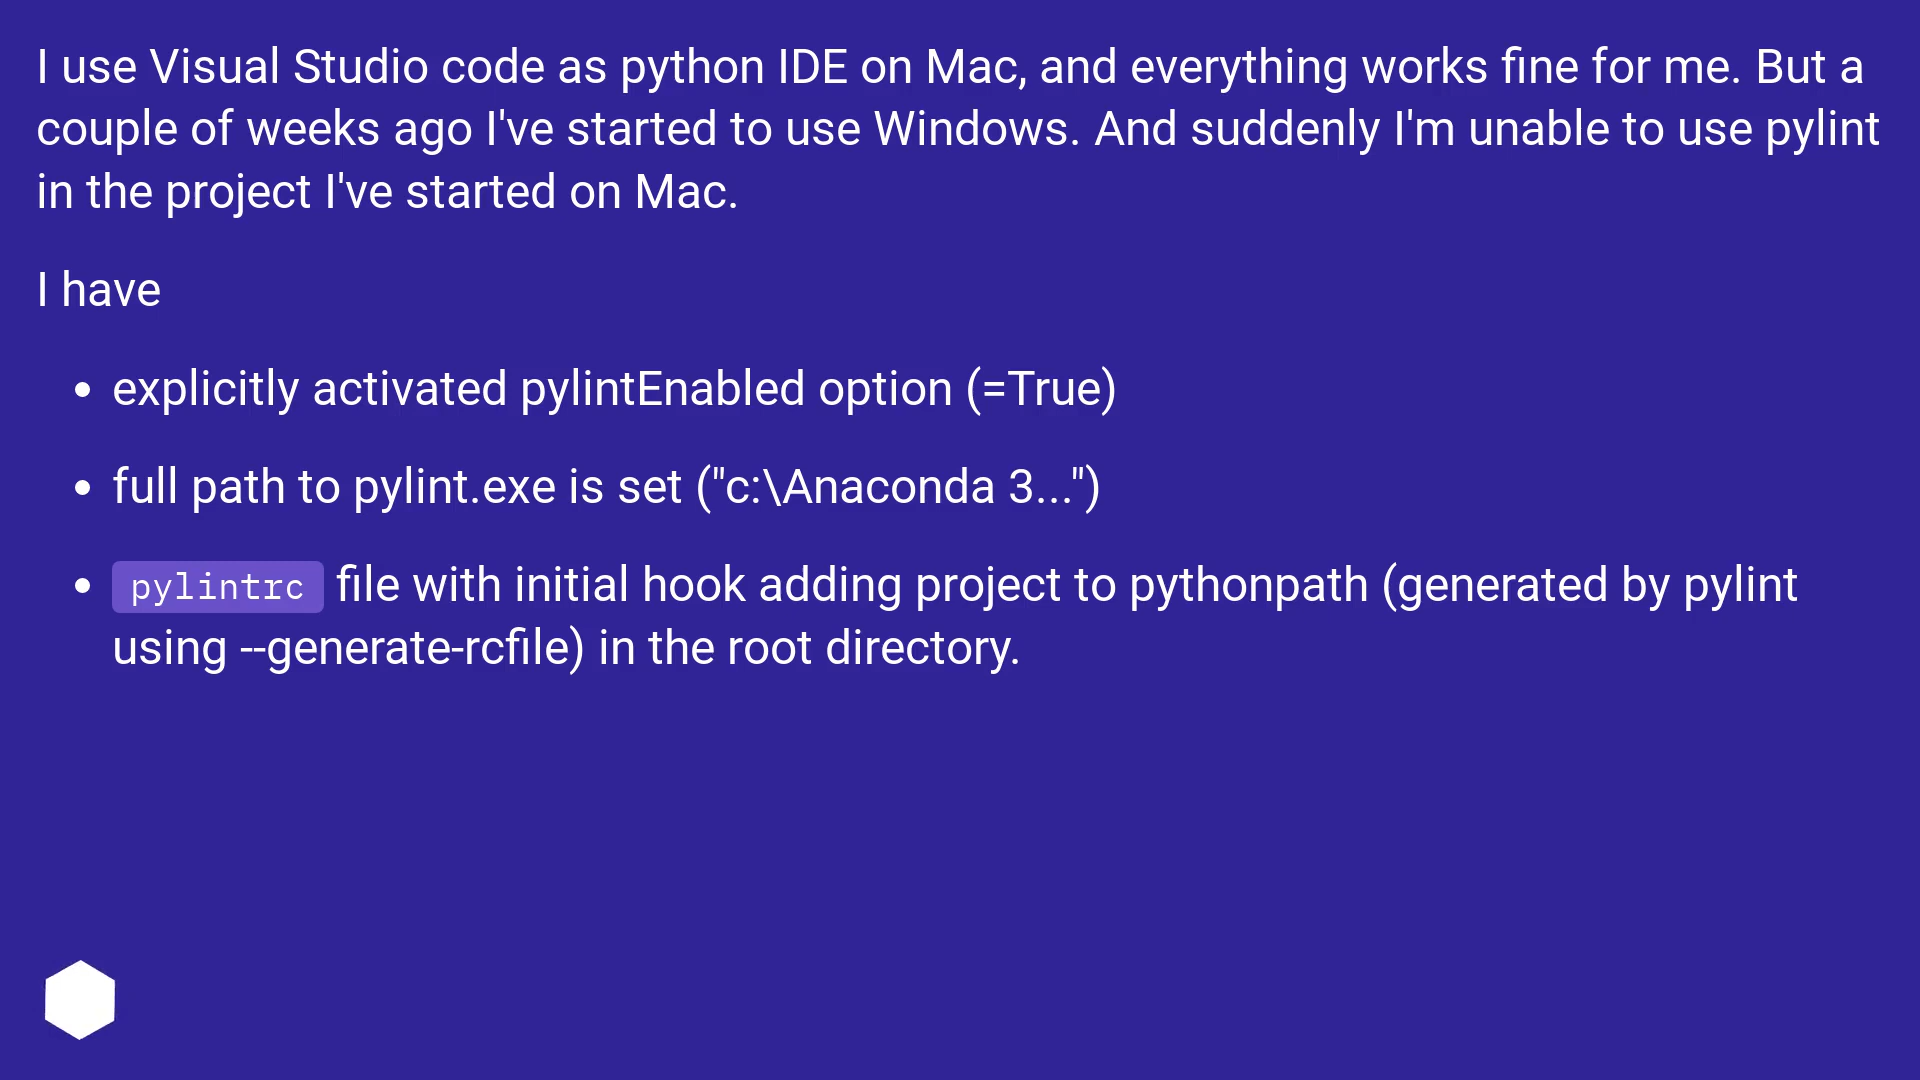 I use Visual Studio code as python IDE on Mac, and everything works fine for me. But a
couple of weeks ago I've started to use Windows. And suddenly I'm unable to use pylint
in the project I've started on Mac.
I have
• explicitly activated pylintEnabled option (=True)
• full path to pylint.exe is set ("c:\Anaconda 3...")
• pylintrc file with initial hook adding project to pythonpath (generated by pylint
using --generate-rcfile) in the root directory.